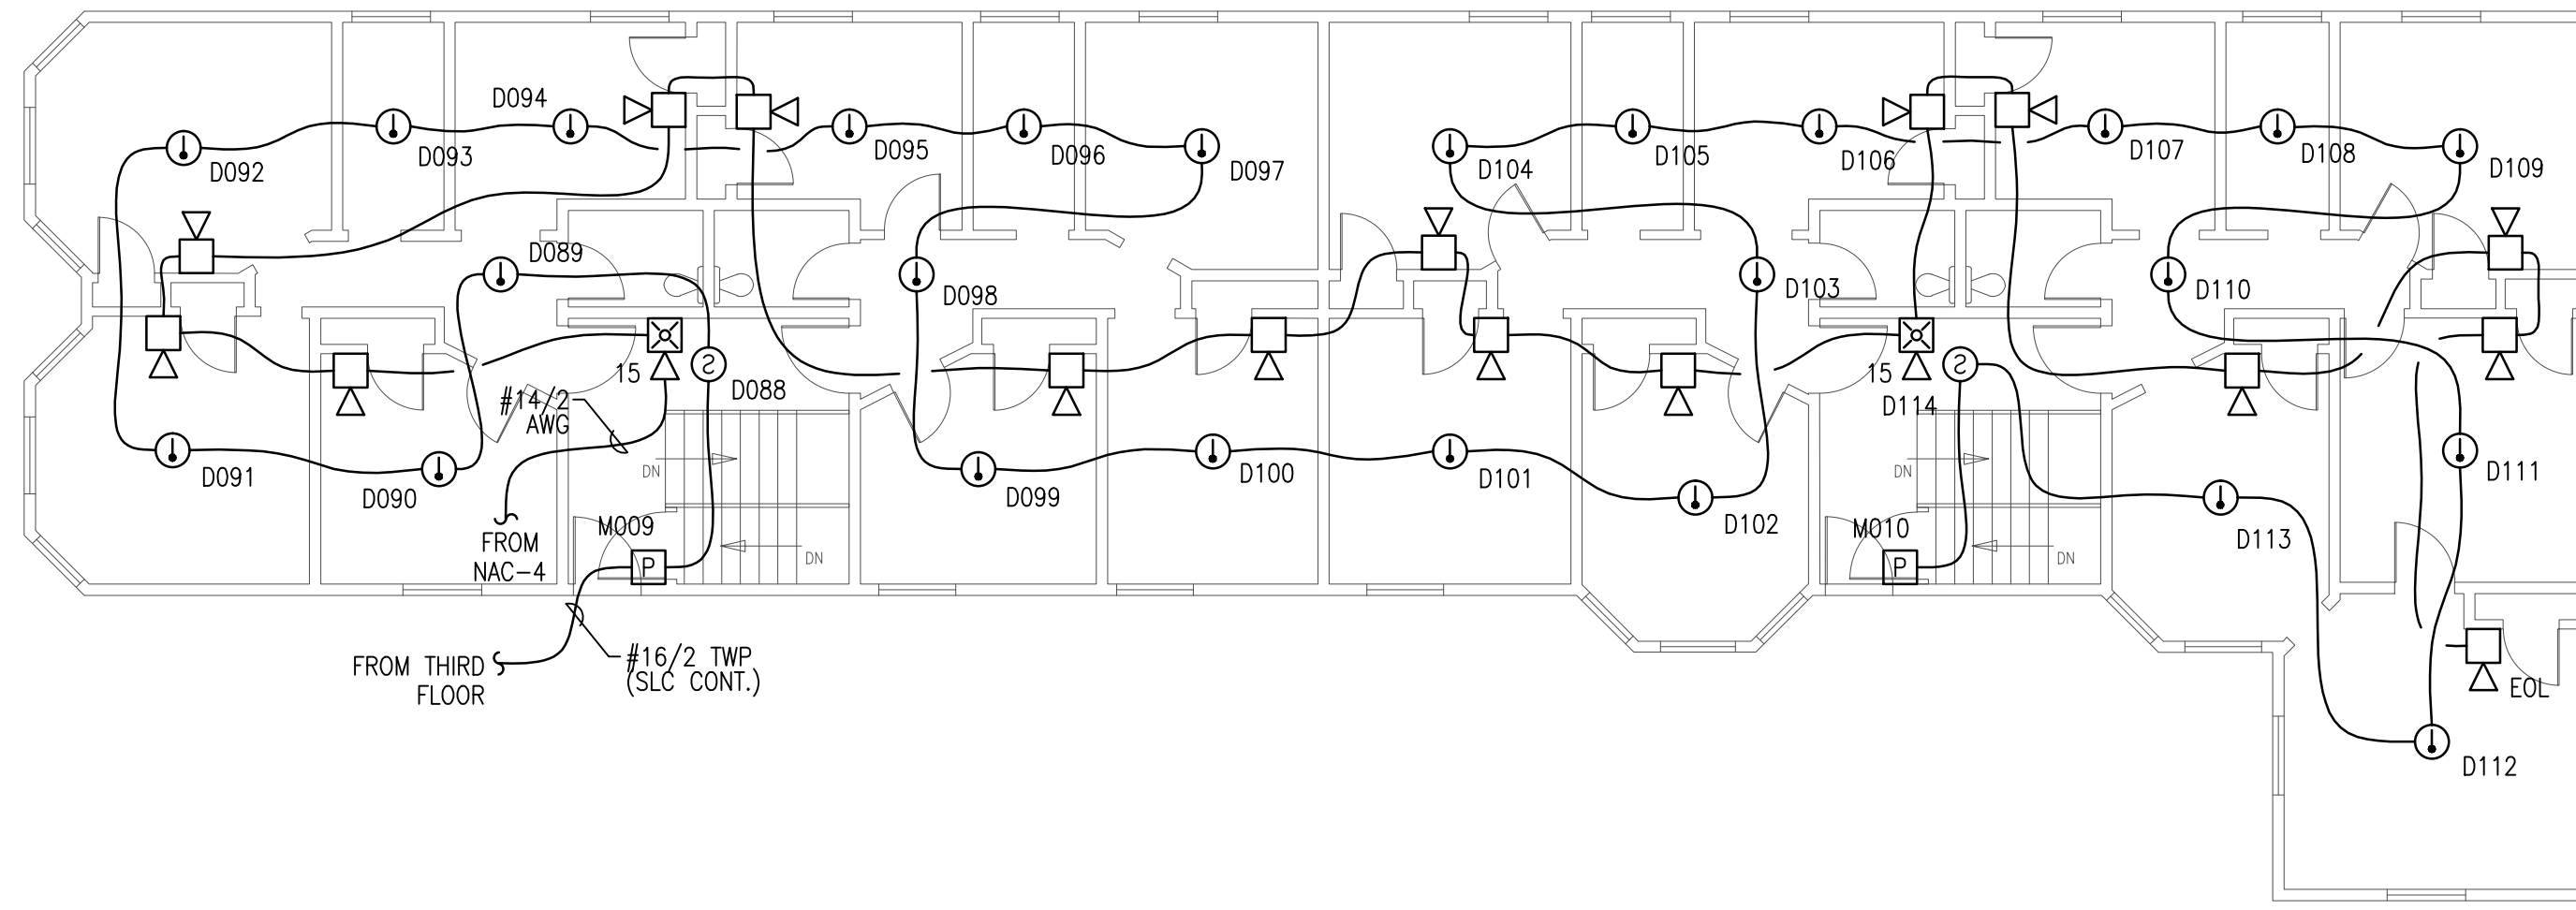 D094
D093
D092
D095
D096
D097
D104
D105
D106
D107
D108
D109
D089
D098
D103
D110
15
D088
#14/2
AWG
15
D114
D091
D090
DN
D099
D100
D101
D102
DN
D111
M009
FROM
NAC-4
P
DN
M010
P
DN
D113
FROM THIRD
FLOOR
#16/2 TWP
(SLC CONT.)
EOL
D112
S
S